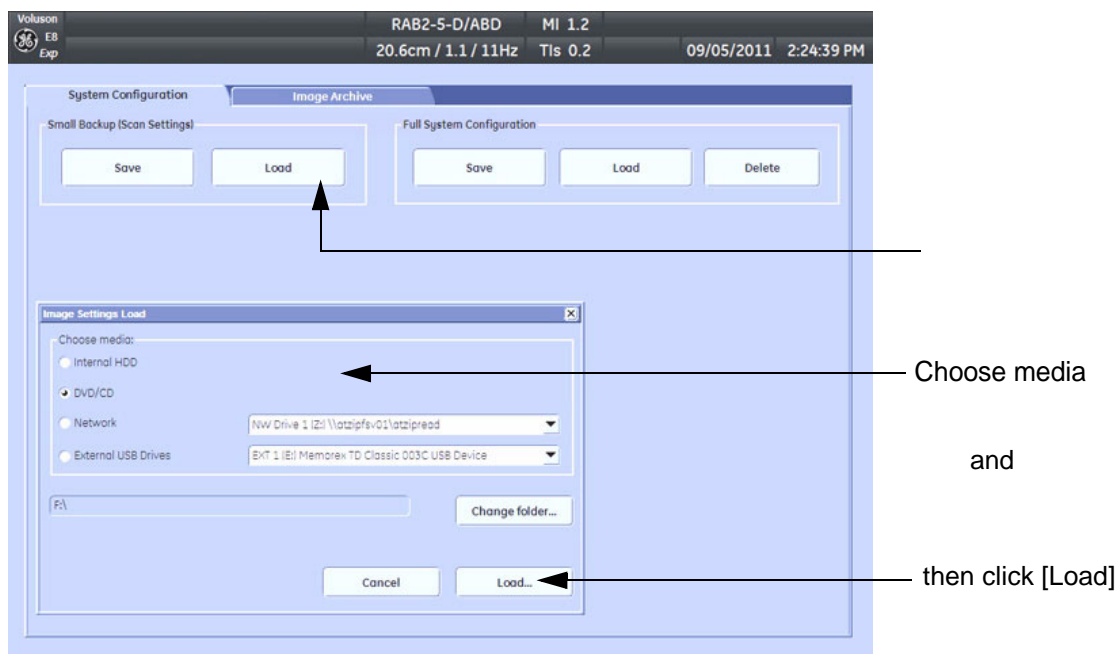 Voluson
E8
Exp
RAB2-5-D/ABD MI 1.2
20.6cm / 1.1 / 11Hz TIs 0.2 09/05/2011 2:24:39 PM
System Configuration Image Archive
Small Backup (Scan Settings) Full System Configuration
Save Load Save Load Delete
Image Settings Load
Choose media:
Internal HDD
Choose media
DVD/CD
Network NW Drive 1 (Z:) \\atzipfsv01\atzipread
External USB Drives EXT 1 (E:) Memorex TD Classic 003C USB Device
and
F:\
Change folder...
Cancel Load...
then click [Load]